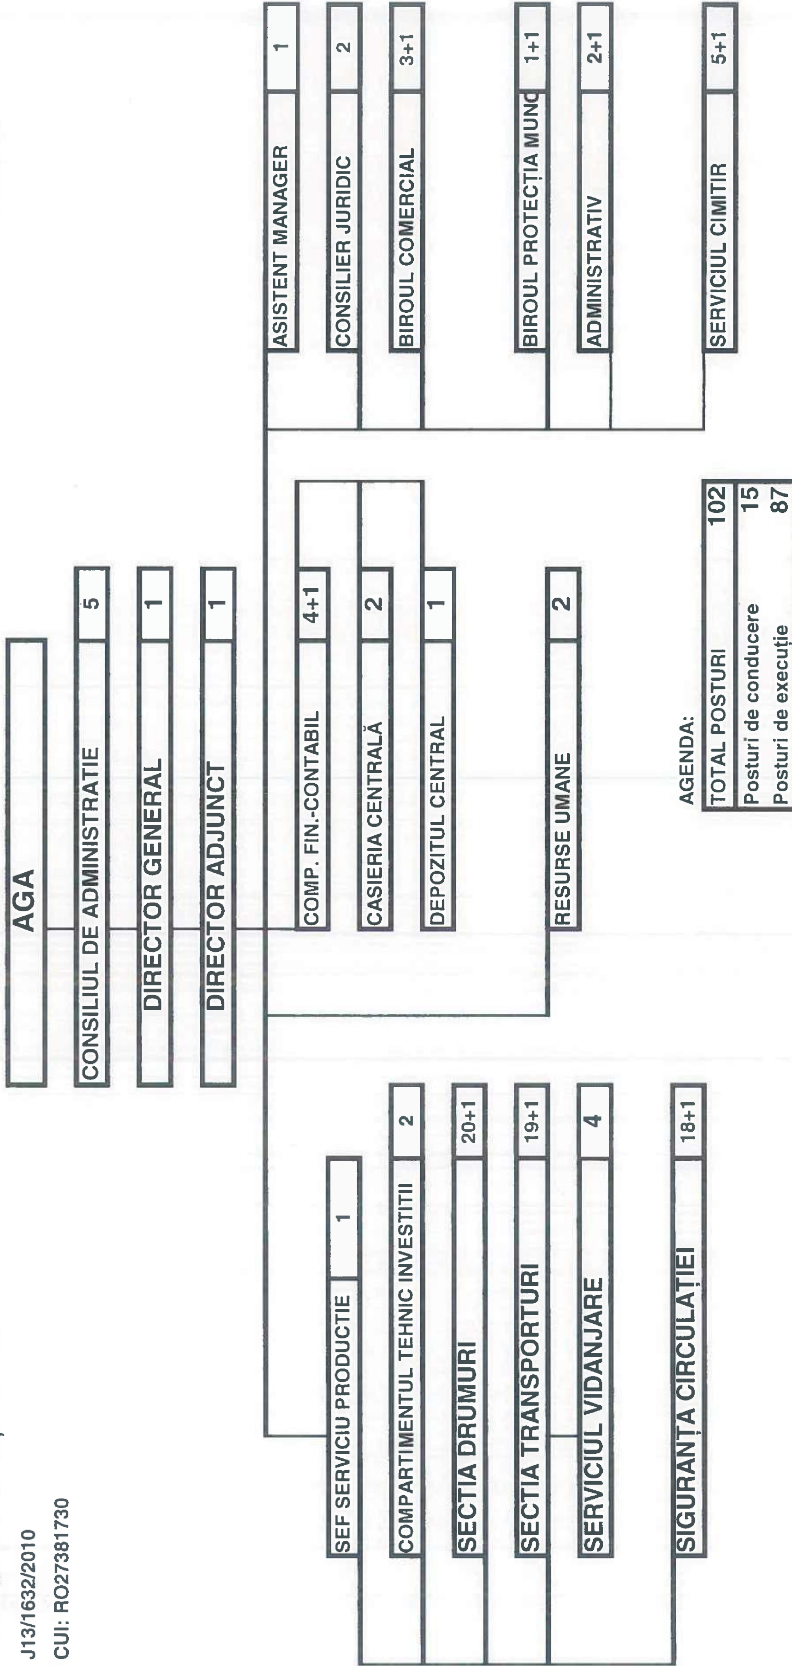 J13/1632/2010
CUI: RO27381730
AGA
CONSILIUL DE ADMINISTRATIE 5
DIRECTOR GENERAL 1
DIRECTOR ADJUNCT 1
SEF SERVICIU PRODUCTIE 1
COMPARTIMENTUL TEHNIC INVESTITII 2
SECTIA DRUMURI 20+1
SECTIA TRANSPORTURI 19+1
SERVICIUL VIDANJARE 4
SIGURANȚA CIRCULAȚIEI 18+1
COMP. FIN.-CONTABIL 4+1
CASIERIA CENTRALĂ 2
DEPOZITUL CENTRAL 1
RESURSE UMANE 2
ASISTENT MANAGER 1
CONSILIER JURIDIC 2
BIROUL COMERCIAL 3+1
BIROUL PROTECȚIA MUNC 1+1
ADMINISTRATIV 2+1
SERVICIUL CIMITIR 5+1
AGENDA:
TOTAL POSTURI 102
Posturi de conducere 15
Posturi de execuție 87